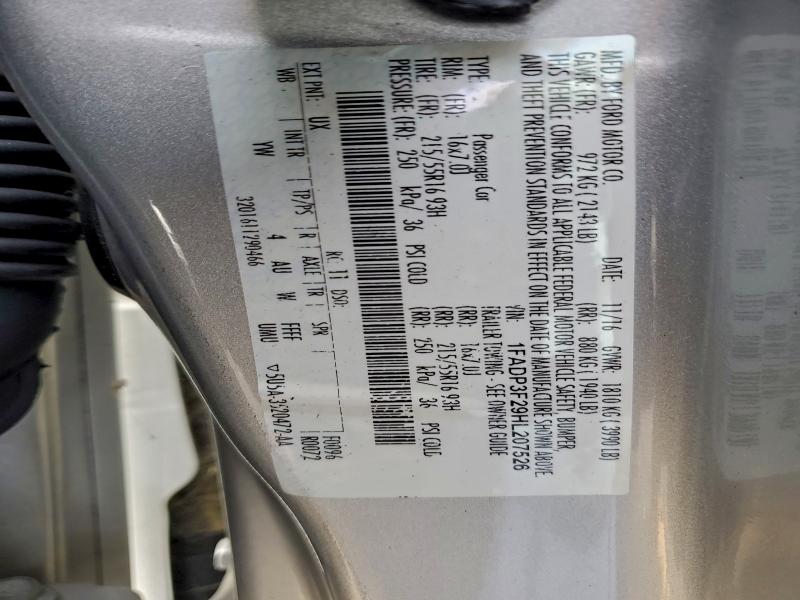 MFD. BY FORD MOTOR CO.
DATE: 11/16 GVWR: 1810 KG ( 3990 LB)
GAWR: (FR): 972 KG ( 2143 LB) (RR): 880 KG ( 1940 LB)
THIS VEHICLE CONFORMS TO ALL APPLICABLE FEDERAL MOTOR VEHICLE SAFETY, BUMPER,
AND THEFT PREVENTION STANDARDS IN EFFECT ON THE DATE OF MANUFACTURE SHOWN ABOVE.
VIN: 1FADP3F29HL207526
TYPE: Passenger Car TRAILER TOWING - SEE OWNER GUIDE
RIM: (FR): 16x7.0J (RR): 16x7.0J
TIRE: (FR): 215/55R16 93H (RR): 215/55R16 93H
PRESSURE: (FR): 250 kPa/ 36 PSI COLD (RR): 250 kPa/ 36 PSI COLD
EXT PNT: UX RC: 11 DSO: F0096
WB INT TR TP/PS R AXLE TR SPR R0072
YW 4 AU W FFFF
UHU
32016117290466 ▽5U5A-3520472-AA